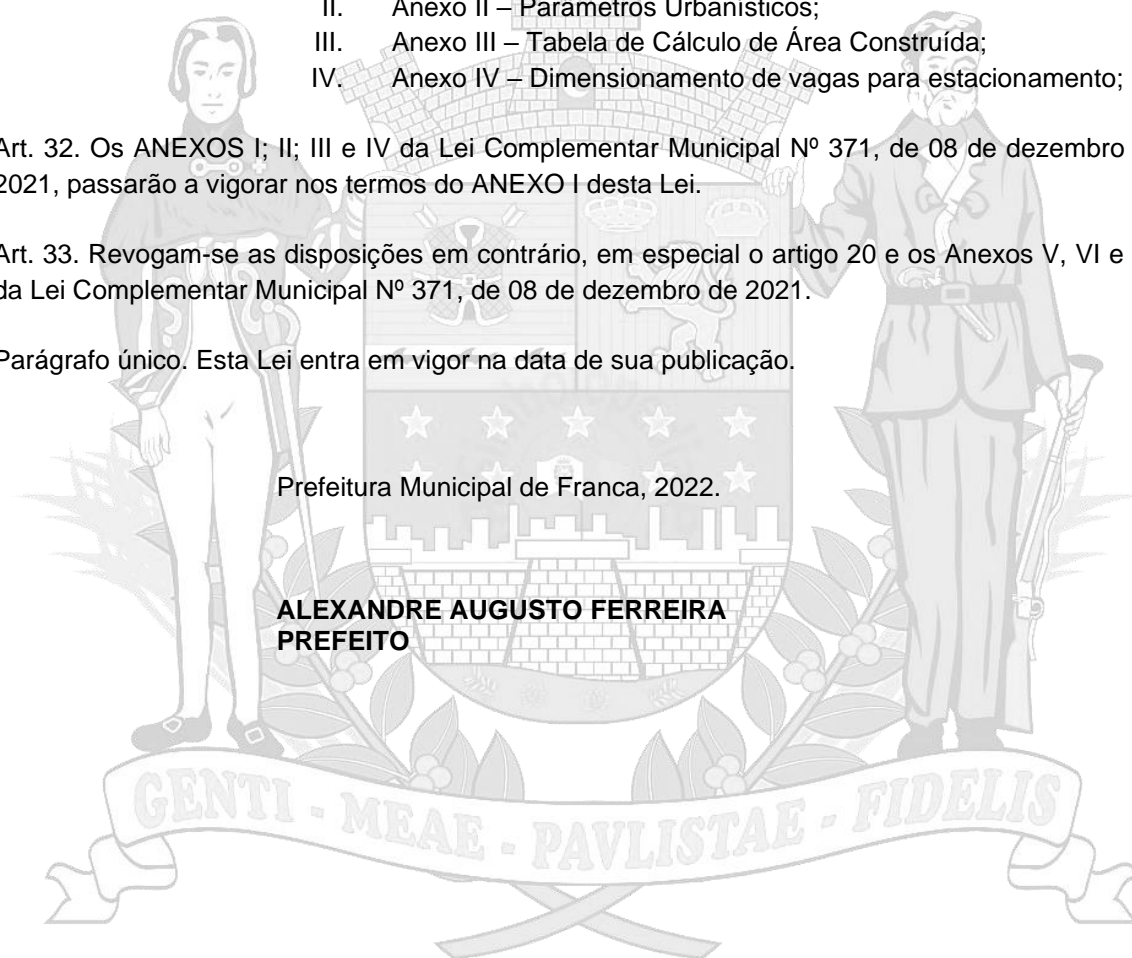 II. Anexo II – Parâmetros Urbanísticos;
III. Anexo III – Tabela de Cálculo de Área Construída;
IV. Anexo IV – Dimensionamento de vagas para estacionamento;
Art. 32. Os ANEXOS I; II; III e IV da Lei Complementar Municipal Nº 371, de 08 de dezembro
2021, passarão a vigorar nos termos do ANEXO I desta Lei.
Art. 33. Revogam-se as disposições em contrário, em especial o artigo 20 e os Anexos V, VI e
da Lei Complementar Municipal Nº 371, de 08 de dezembro de 2021.
Parágrafo único. Esta Lei entra em vigor na data de sua publicação.
Prefeitura Municipal de Franca, 2022.
ALEXANDRE AUGUSTO FERREIRA
PREFEITO
GENTI - MEAE - PAVLISTAE - FIDELIS